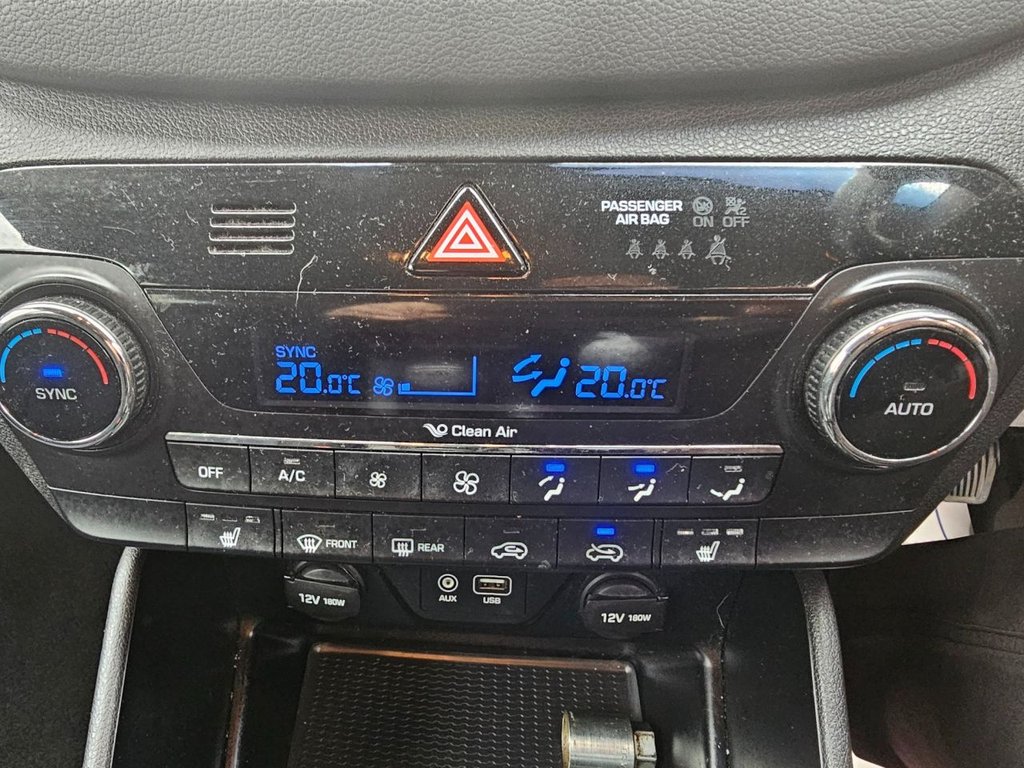 PASSENGER
AIR BAG
ON OFF
SYNC
20.0°C 20.0°C
SYNC
AUTO
Clean Air
OFF A/C
FRONT REAR
12V 180W AUX USB 12V 180W